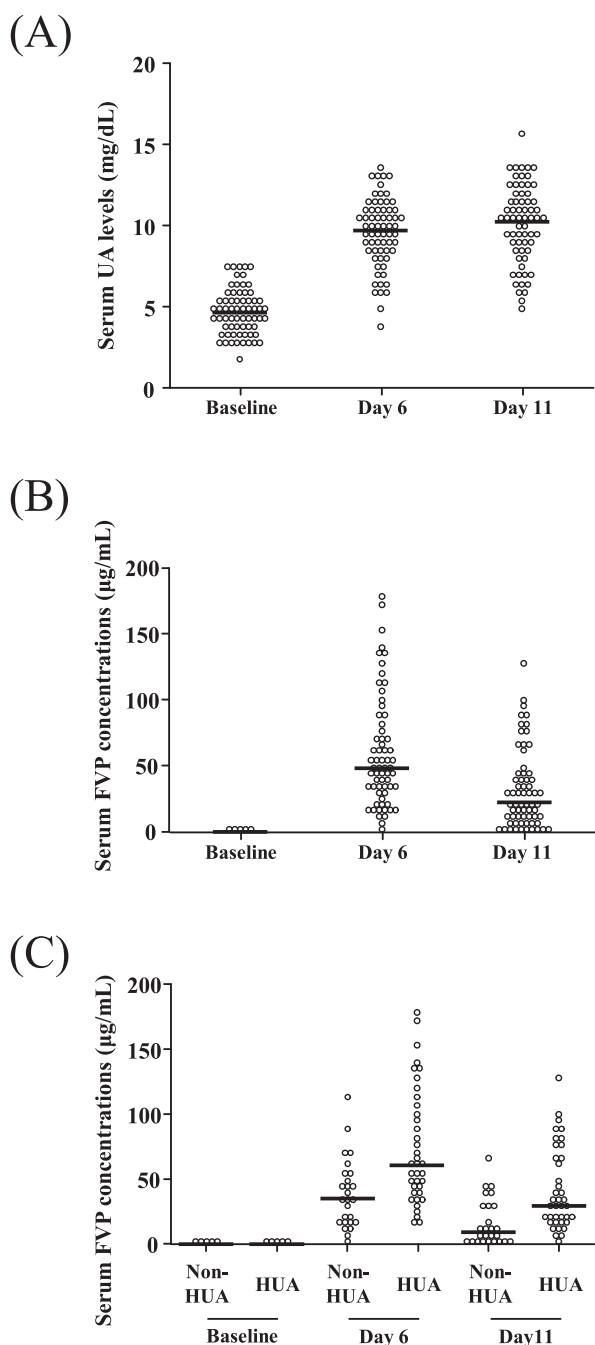 (A)
Serum UA levels (mg/dL)
20
15
10
5
0
Baseline Day 6 Day 11
(B)
Serum FVP concentrations (µg/mL)
200
150
100
50
0
Baseline Day 6 Day 11
(C)
Serum FVP concentrations (µg/mL)
200
150
100
50
0
Non-HUA HUA Non-HUA HUA Non-HUA HUA
Baseline Day 6 Day11